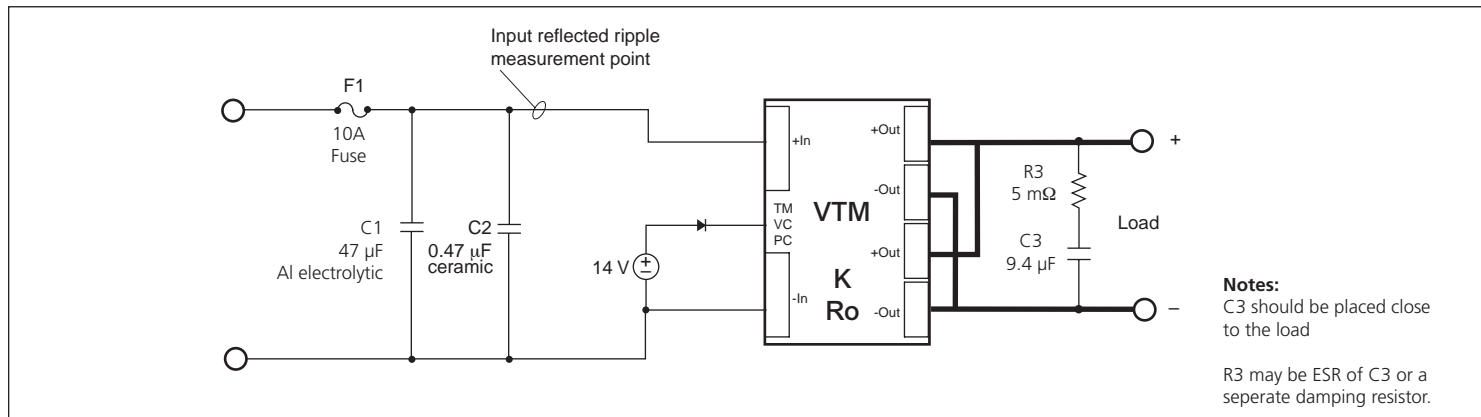 Input reflected ripple
measurement point
F1
10A
Fuse
C1
47 µF
Al electrolytic
C2
0.47 µF
ceramic
14 V
+
−
+In
TM
VC
PC
-In
VTM
K
Ro
+Out
-Out
+Out
-Out
+
R3
5 mΩ
Load
C3
9.4 µF
−
Notes:
C3 should be placed close
to the load
R3 may be ESR of C3 or a
seperate damping resistor.